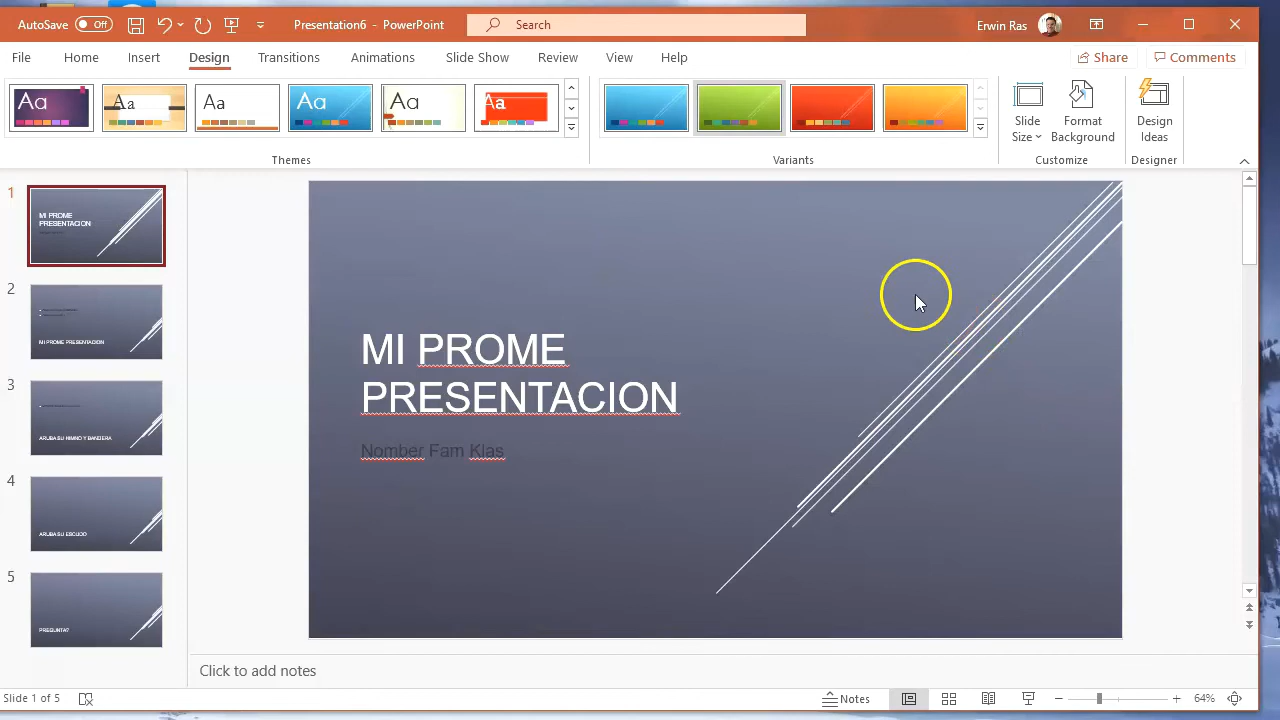 AutoSave Off
Presentation6 - PowerPoint
Search
Erwin Ras
File Home Insert Design Transitions Animations Slide Show Review View Help
Share Comments
Aa Aa Aa Aa Aa Aa
Slide Size
Format Background
Design Ideas
Themes Variants Customize Designer
1
MI PROME
PRESENTACION
2
MI PROME PRESENTACION
3
ARUBA SU HIMNO Y BANDERA
4
ARUBA SU ESCUDO
5
PREGUNTA?
MI PROME
PRESENTACION
Nomber Fam Klas
Click to add notes
Slide 1 of 5
Notes
64%